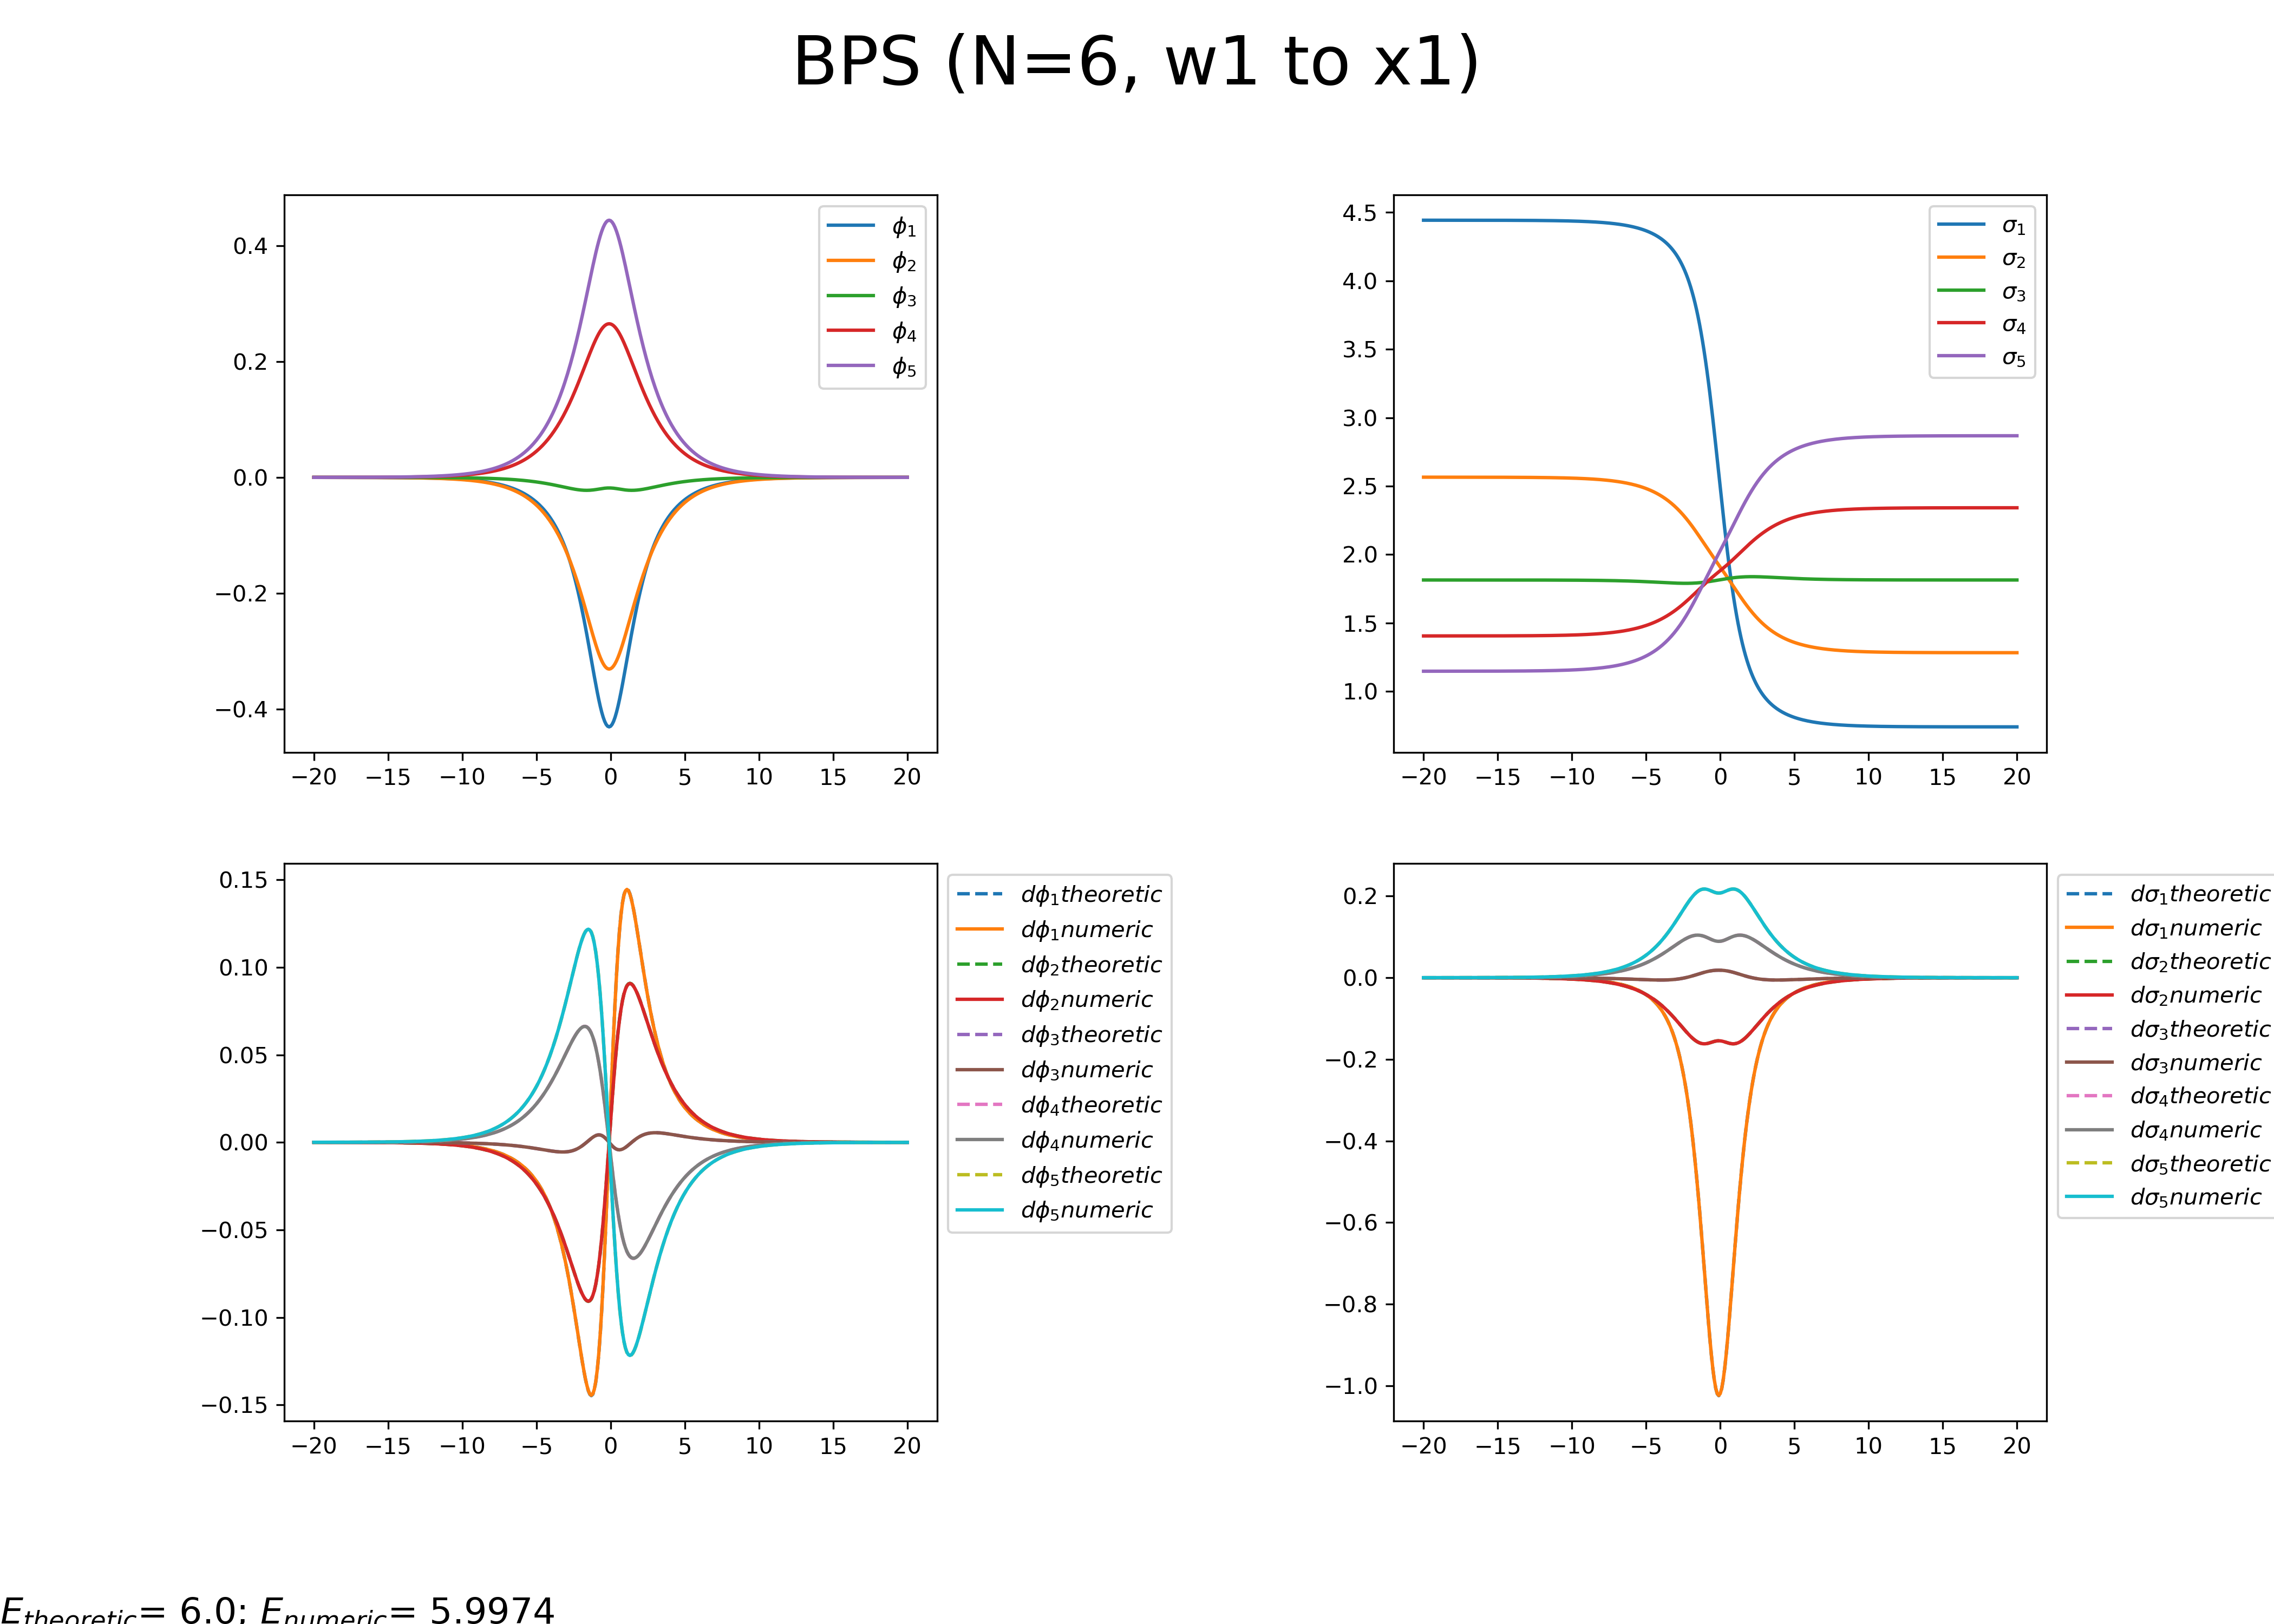 BPS (N=6, w1 to x1)
0.4
0.2
0.0
−0.2
−0.4
−20 −15 −10 −5 0 5 10 15 20
ϕ₁
ϕ₂
ϕ₃
ϕ₄
ϕ₅
4.5
4.0
3.5
3.0
2.5
2.0
1.5
1.0
−20 −15 −10 −5 0 5 10 15 20
σ₁
σ₂
σ₃
σ₄
σ₅
0.15
0.10
0.05
0.00
−0.05
−0.10
−0.15
−20 −15 −10 −5 0 5 10 15 20
dϕ₁theoretic
dϕ₁numeric
dϕ₂theoretic
dϕ₂numeric
dϕ₃theoretic
dϕ₃numeric
dϕ₄theoretic
dϕ₄numeric
dϕ₅theoretic
dϕ₅numeric
0.2
0.0
−0.2
−0.4
−0.6
−0.8
−1.0
−20 −15 −10 −5 0 5 10 15 20
dσ₁theoretic
dσ₁numeric
dσ₂theoretic
dσ₂numeric
dσ₃theoretic
dσ₃numeric
dσ₄theoretic
dσ₄numeric
dσ₅theoretic
dσ₅numeric
E_theoretic= 6.0; E_numeric= 5.9974